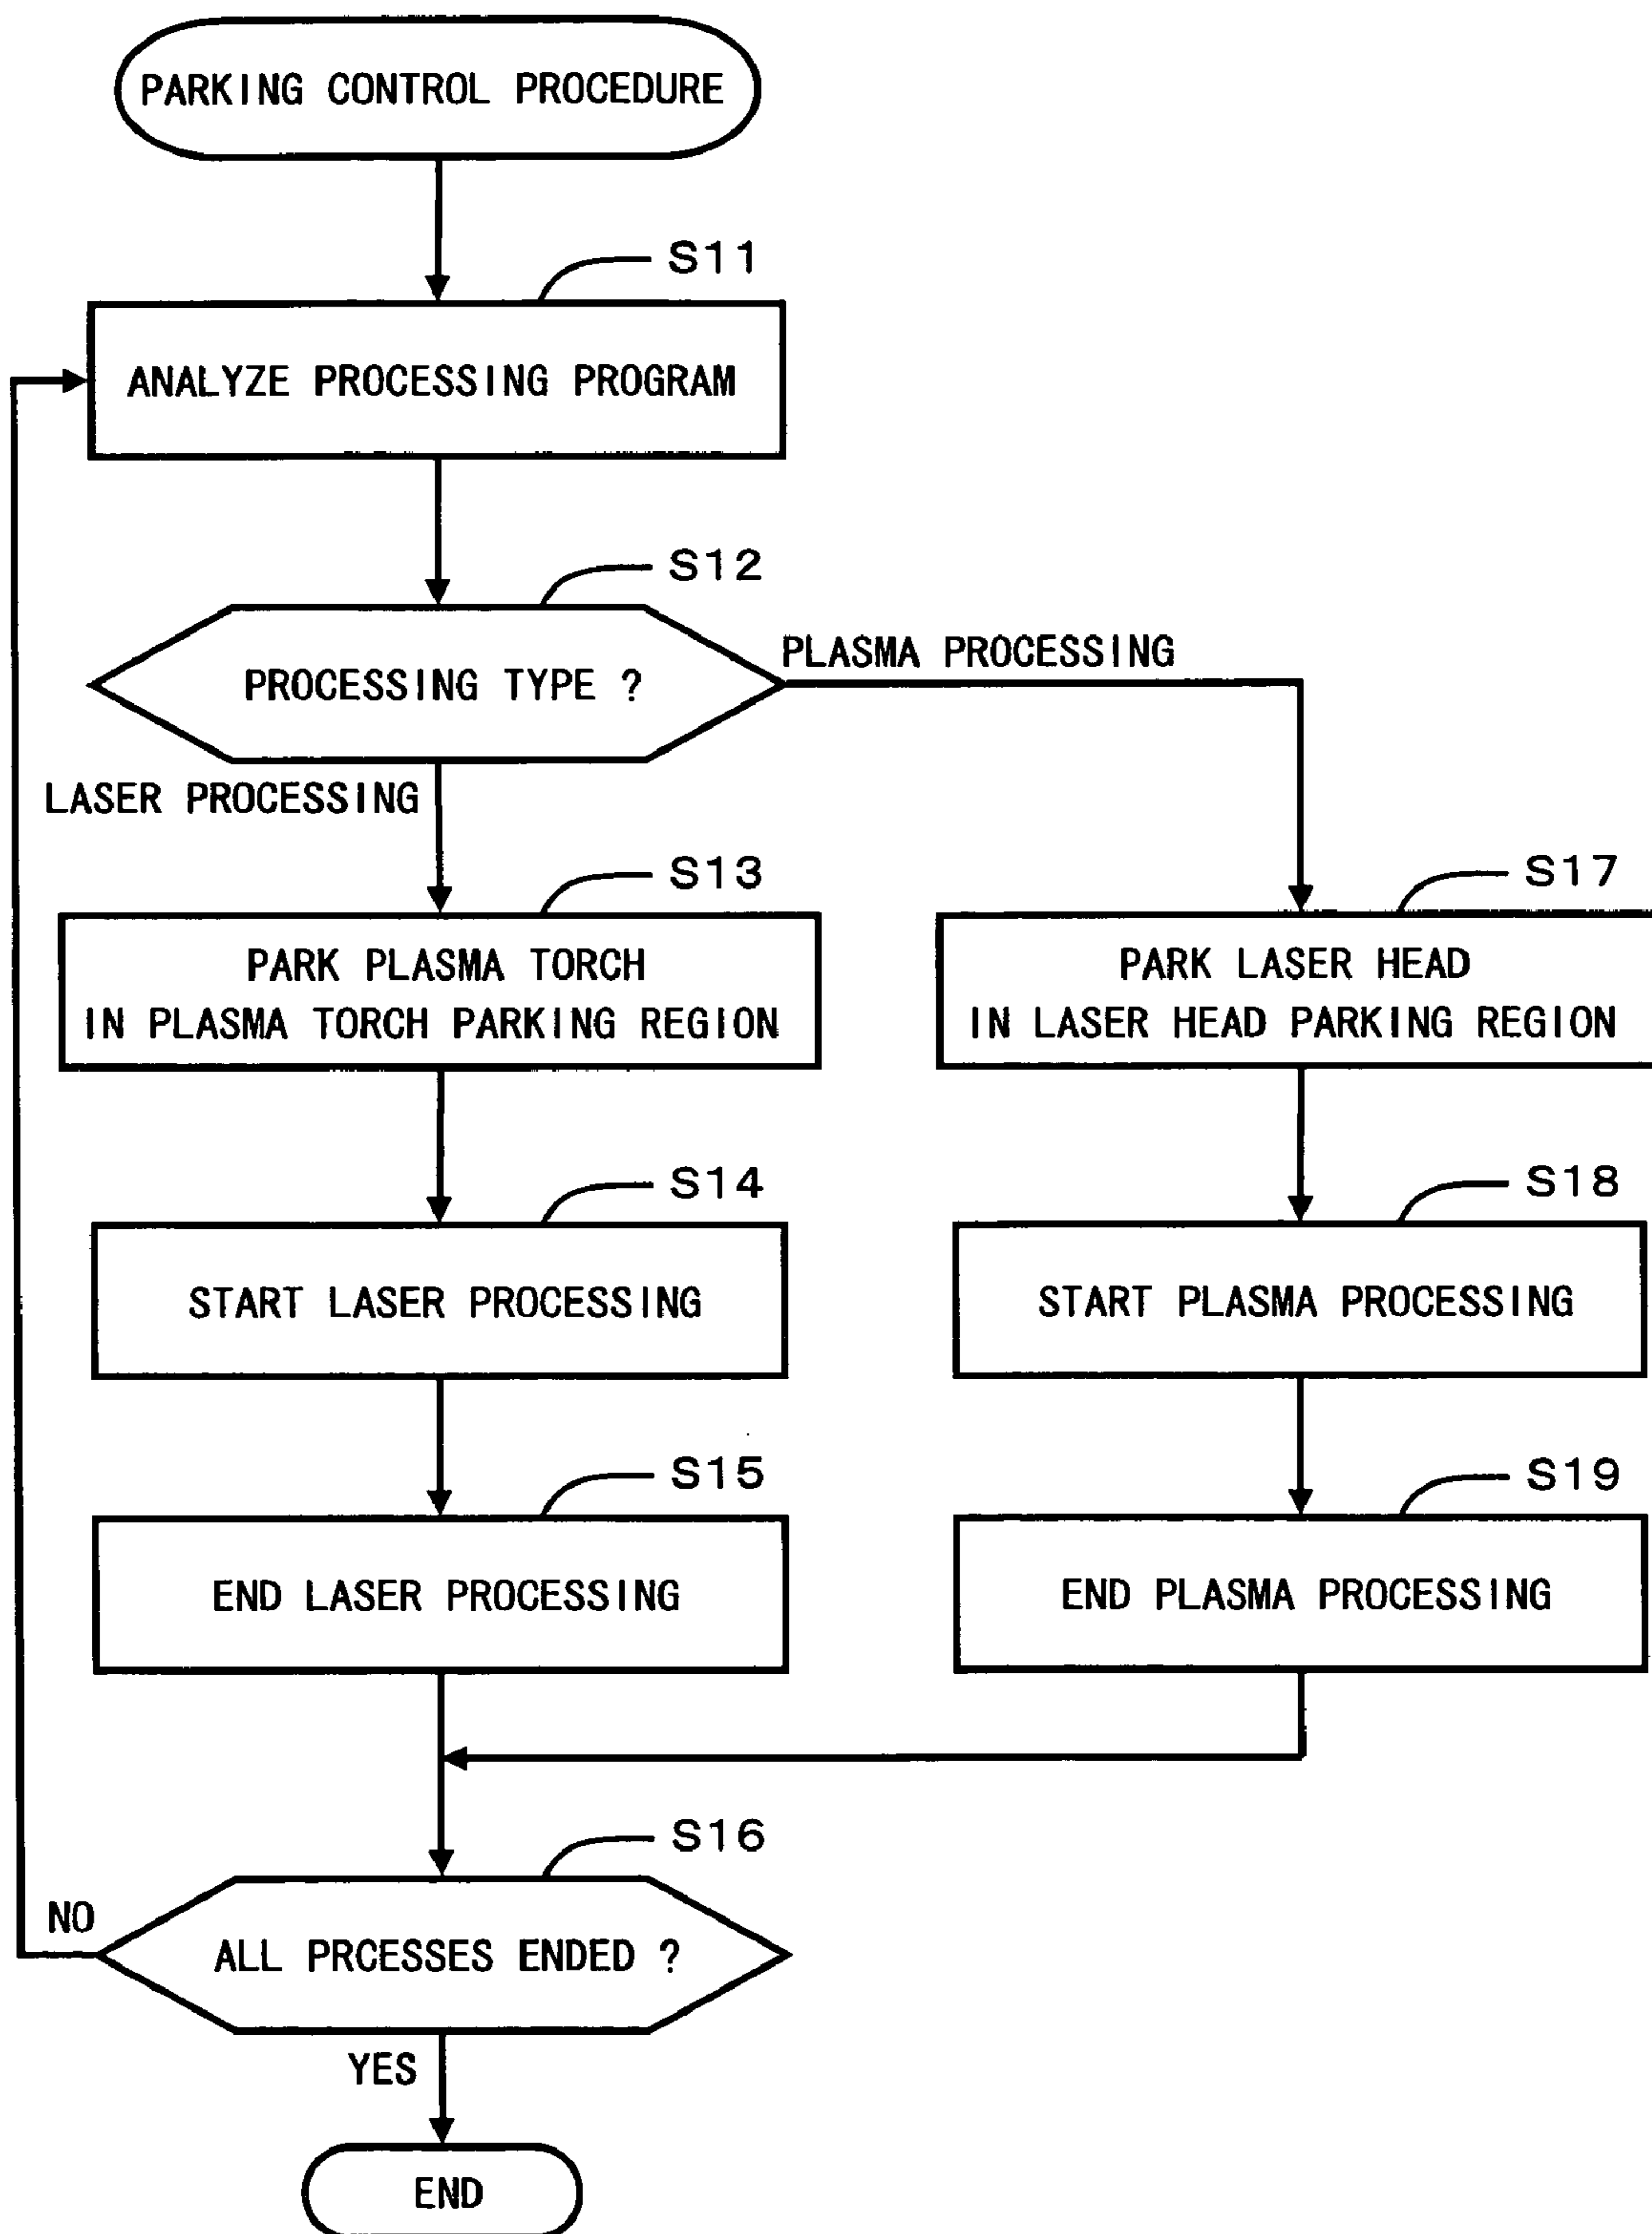 PARKING CONTROL PROCEDURE
S11
ANALYZE PROCESSING PROGRAM
S12
PROCESSING TYPE ?
PLASMA PROCESSING
LASER PROCESSING
S13
PARK PLASMA TORCH
IN PLASMA TORCH PARKING REGION
S17
PARK LASER HEAD
IN LASER HEAD PARKING REGION
S14
START LASER PROCESSING
S18
START PLASMA PROCESSING
S15
END LASER PROCESSING
S19
END PLASMA PROCESSING
S16
ALL PRCESSES ENDED ?
NO
YES
END